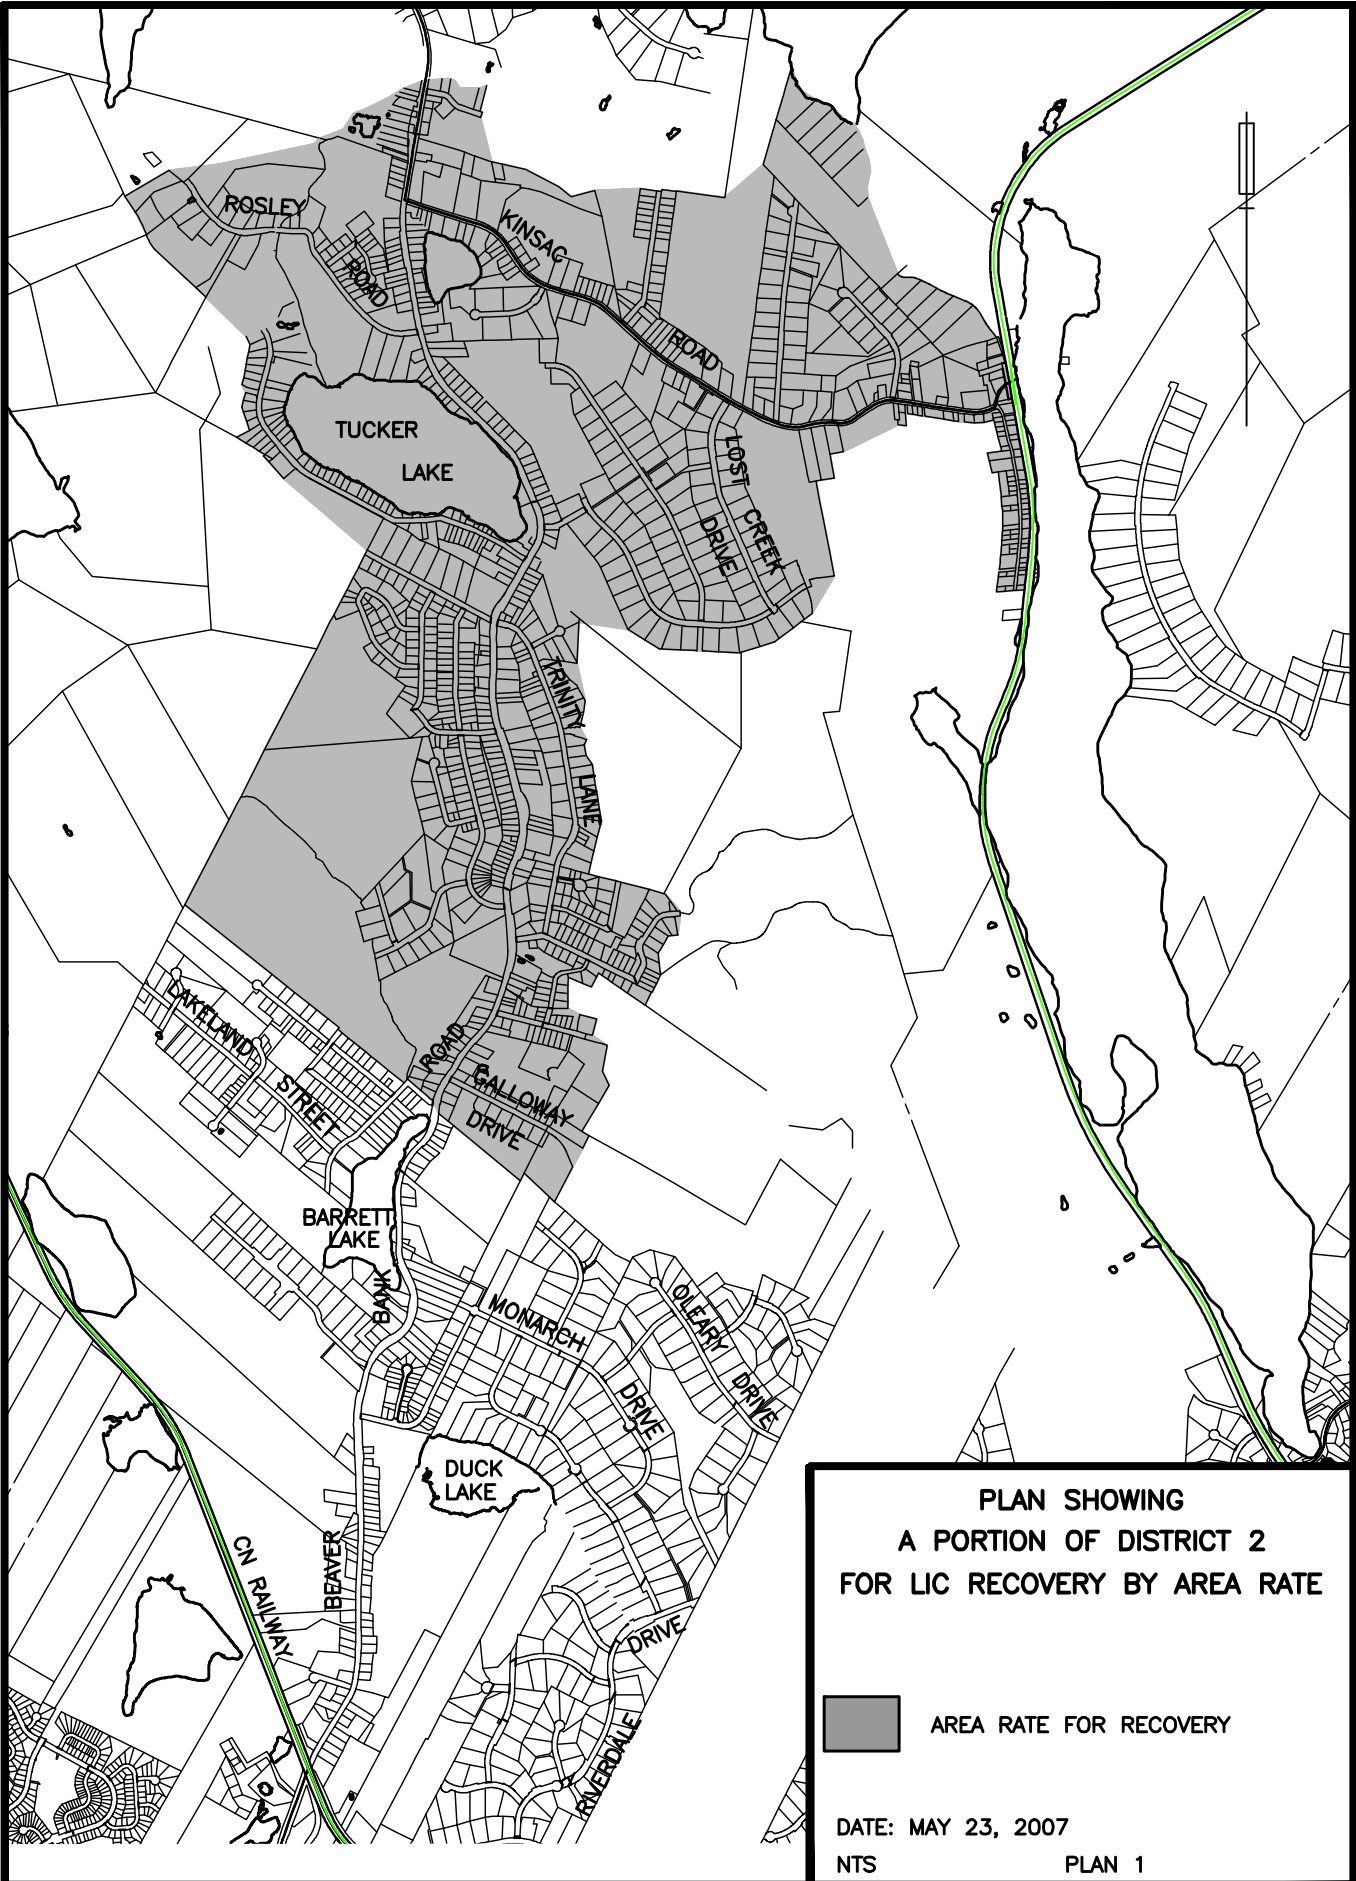 ROSLEY
ROAD
KINSAC
ROAD
TUCKER
LAKE
LOST
CREEK
DRIVE
TRINITY
LANE
LAKELAND
STREET
ROAD
GALLOWAY
DRIVE
BARRETT
LAKE
BANK
MONARCH
DRIVE
OLEARY
DRIVE
DUCK
LAKE
BEAVER
CN RAILWAY
DRIVE
RIVERDALE
PLAN SHOWING
A PORTION OF DISTRICT 2
FOR LIC RECOVERY BY AREA RATE
AREA RATE FOR RECOVERY
DATE: MAY 23, 2007
NTS PLAN 1